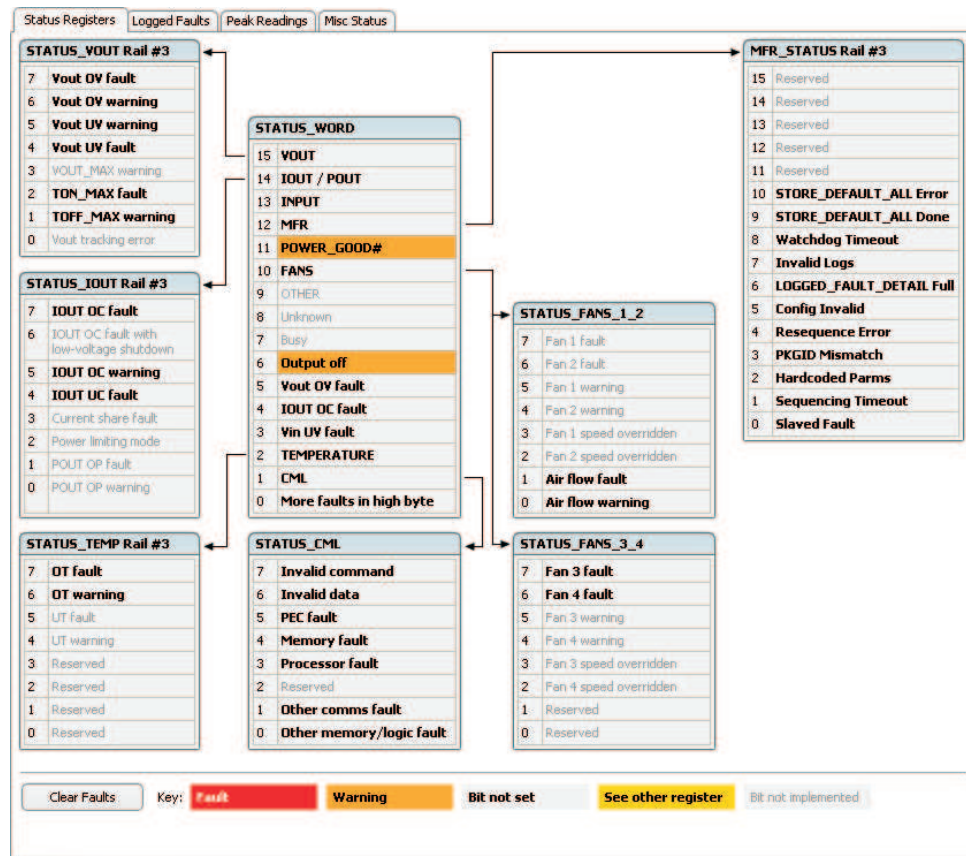 Status Registers Logged Faults Peak Readings Misc Status
STATUS_VOUT Rail #3
7 Vout OV fault
6 Vout OV warning
5 Vout UV warning
4 Vout UV fault
3 VOUT_MAX warning
2 TON_MAX fault
1 TOFF_MAX warning
0 Vout tracking error
STATUS_IOUT Rail #3
7 IOUT OC fault
6 IOUT OC fault with
low-voltage shutdown
5 IOUT OC warning
4 IOUT UC fault
3 Current share fault
2 Power limiting mode
1 POUT OP fault
0 POUT OP warning
STATUS_TEMP Rail #3
7 OT fault
6 OT warning
5 UT fault
4 UT warning
3 Reserved
2 Reserved
1 Reserved
0 Reserved
STATUS_WORD
15 VOUT
14 IOUT / POUT
13 INPUT
12 MFR
11 POWER_GOOD#
10 FANS
9 OTHER
8 Unknown
7 Busy
6 Output off
5 Vout OV fault
4 IOUT OC fault
3 Vin UV fault
2 TEMPERATURE
1 CML
0 More faults in high byte
STATUS_CML
7 Invalid command
6 Invalid data
5 PEC fault
4 Memory fault
3 Processor fault
2 Reserved
1 Other comms fault
0 Other memory/logic fault
STATUS_FANS_1_2
7 Fan 1 fault
6 Fan 2 fault
5 Fan 1 warning
4 Fan 2 warning
3 Fan 1 speed overridden
2 Fan 2 speed overridden
1 Air flow fault
0 Air flow warning
STATUS_FANS_3_4
7 Fan 3 fault
6 Fan 4 fault
5 Fan 3 warning
4 Fan 4 warning
3 Fan 3 speed overridden
2 Fan 4 speed overridden
1 Reserved
0 Reserved
MFR_STATUS Rail #3
15 Reserved
14 Reserved
13 Reserved
12 Reserved
11 Reserved
10 STORE_DEFAULT_ALL Error
9 STORE_DEFAULT_ALL Done
8 Watchdog Timeout
7 Invalid Logs
6 LOGGED_FAULT_DETAIL Full
5 Config Invalid
4 Resequence Error
3 PKGID Mismatch
2 Hardcoded Parms
1 Sequencing Timeout
0 Slaved Fault
Clear Faults Key: Fault Warning Bit not set See other register Bit not implemented